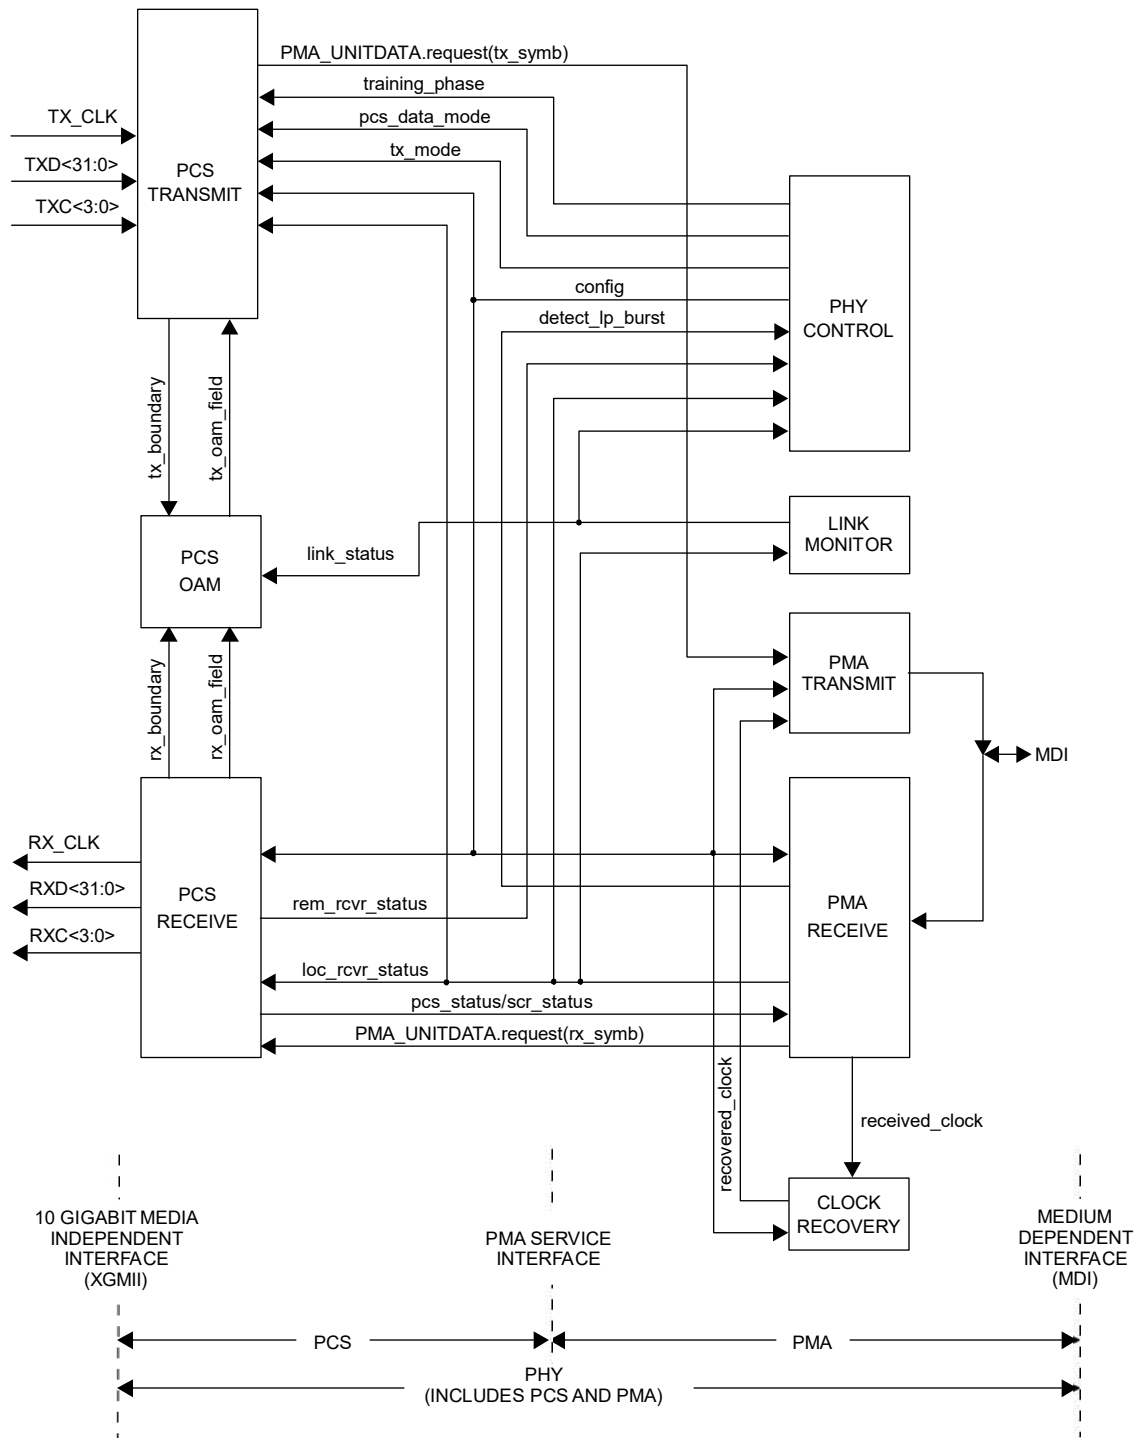 PMA_UNITDATA.request(tx_symb)
training_phase
TX_CLK
pcs_data_mode
tx_mode
TXD<31:0>
PCS
TRANSMIT
TXC<3:0>
config
PHY
CONTROL
detect_lp_burst
tx_boundary
tx_oam_field
LINK
MONITOR
PCS
OAM
link_status
rx_boundary
rx_oam_field
PMA
TRANSMIT
MDI
RX_CLK
RXD<31:0>
PCS
RECEIVE
rem_rcvr_status
PMA
RECEIVE
RXC<3:0>
loc_rcvr_status
pcs_status/scr_status
PMA_UNITDATA.request(rx_symb)
recovered_clock
received_clock
CLOCK
RECOVERY
10 GIGABIT MEDIA
INDEPENDENT
INTERFACE
(XGMII)
PMA SERVICE
INTERFACE
MEDIUM
DEPENDENT
INTERFACE
(MDI)
PCS
PMA
PHY
(INCLUDES PCS AND PMA)